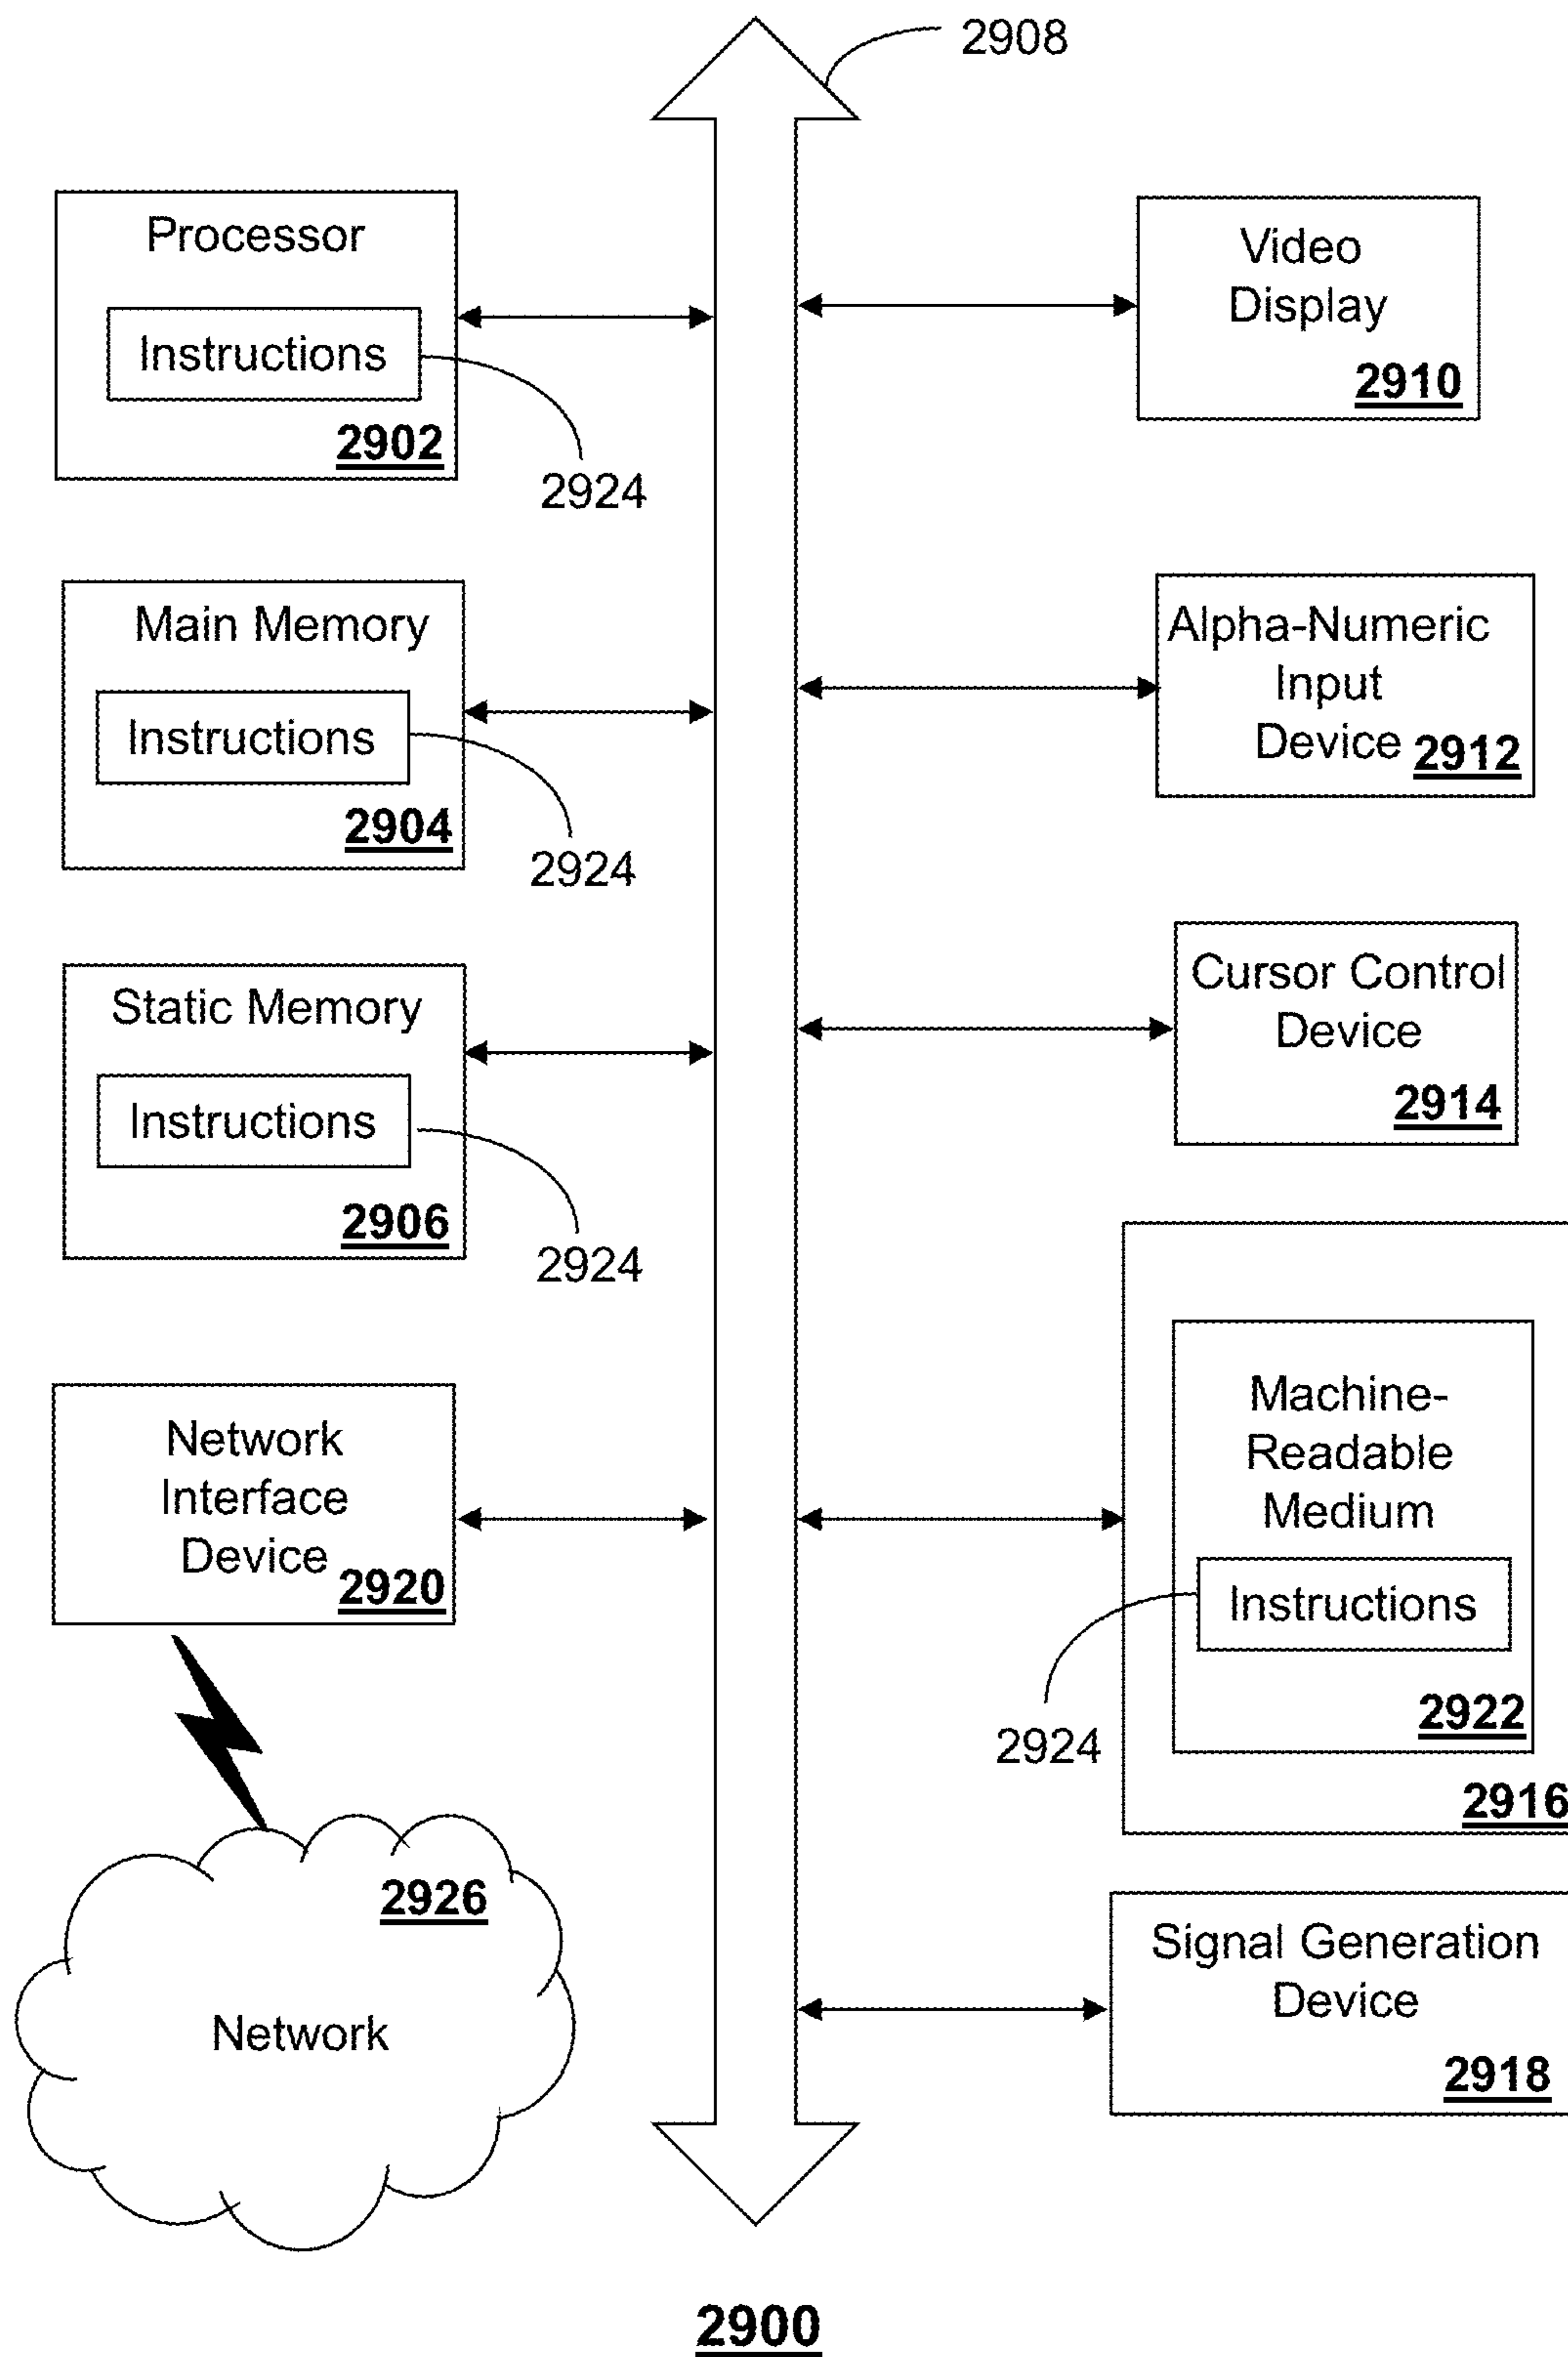 2908
Processor
Instructions
2902
2924
Main Memory
Instructions
2904
2924
Static Memory
Instructions
2906
2924
Network
Interface
Device
2920
2926
Network
Video
Display
2910
Alpha-Numeric
Input
Device 2912
Cursor Control
Device
2914
Machine-
Readable
Medium
Instructions
2922
2924
2916
Signal Generation
Device
2918
2900